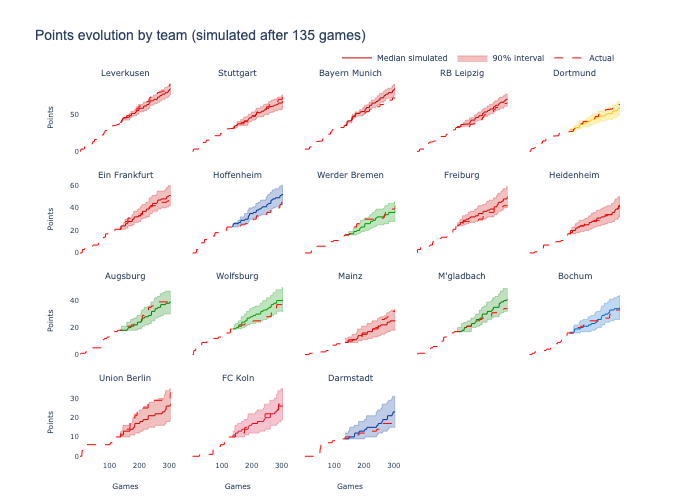 Points evolution by team (simulated after 135 games)
Median simulated 90% interval Actual
Leverkusen Stuttgart Bayern Munich RB Leipzig Dortmund
Points
50
0
Ein Frankfurt Hoffenheim Werder Bremen Freiburg Heidenheim
Points
60
40
20
0
Augsburg Wolfsburg Mainz M'gladbach Bochum
Points
40
20
0
Union Berlin FC Koln Darmstadt
Points
30
20
10
0
100 200 300 100 200 300 100 200 300
Games Games Games